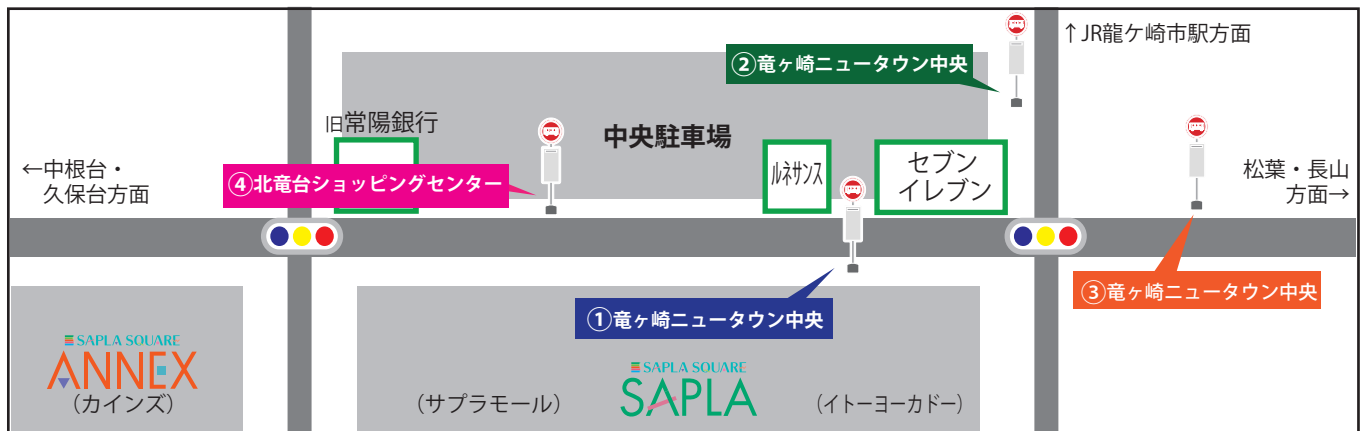 ↑JR龍ケ崎市駅方面
②竜ヶ崎ニュータウン中央
旧常陽銀行
中央駐車場
←中根台・
久保台方面
④北竜台ショッピングセンター
ルネサンス
セブン
イレブン
松葉・長山
方面→
③竜ヶ崎ニュータウン中央
①竜ヶ崎ニュータウン中央
SAPLA SQUARE
ANNEX
(カインズ)
(サプラモール)
SAPLA SQUARE
SAPLA
(イトーヨーカドー)